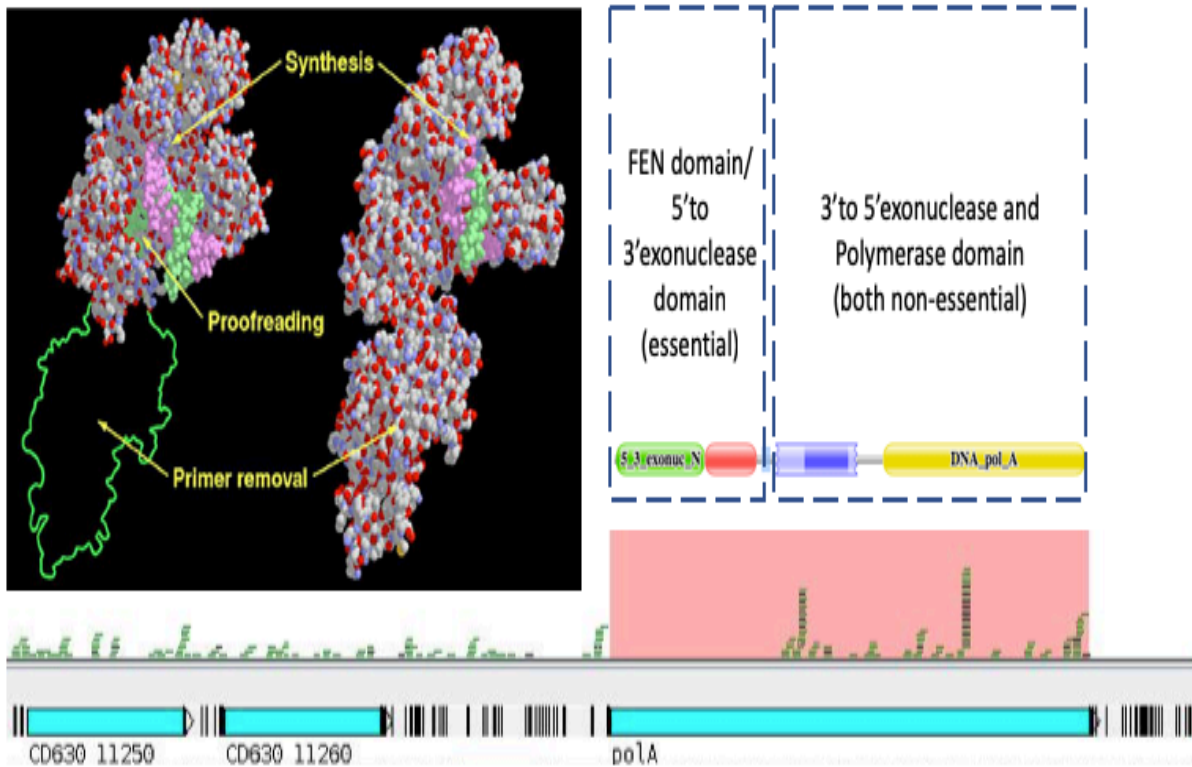 Synthesis
Proofreading
Primer removal
FEN domain/
5'to
3'exonuclease
domain
(essential)
3'to 5'exonuclease and
Polymerase domain
(both non-essential)
5_3_exonuc_N
DNA_pol_A
CD630 11250
CD630 11260
polA